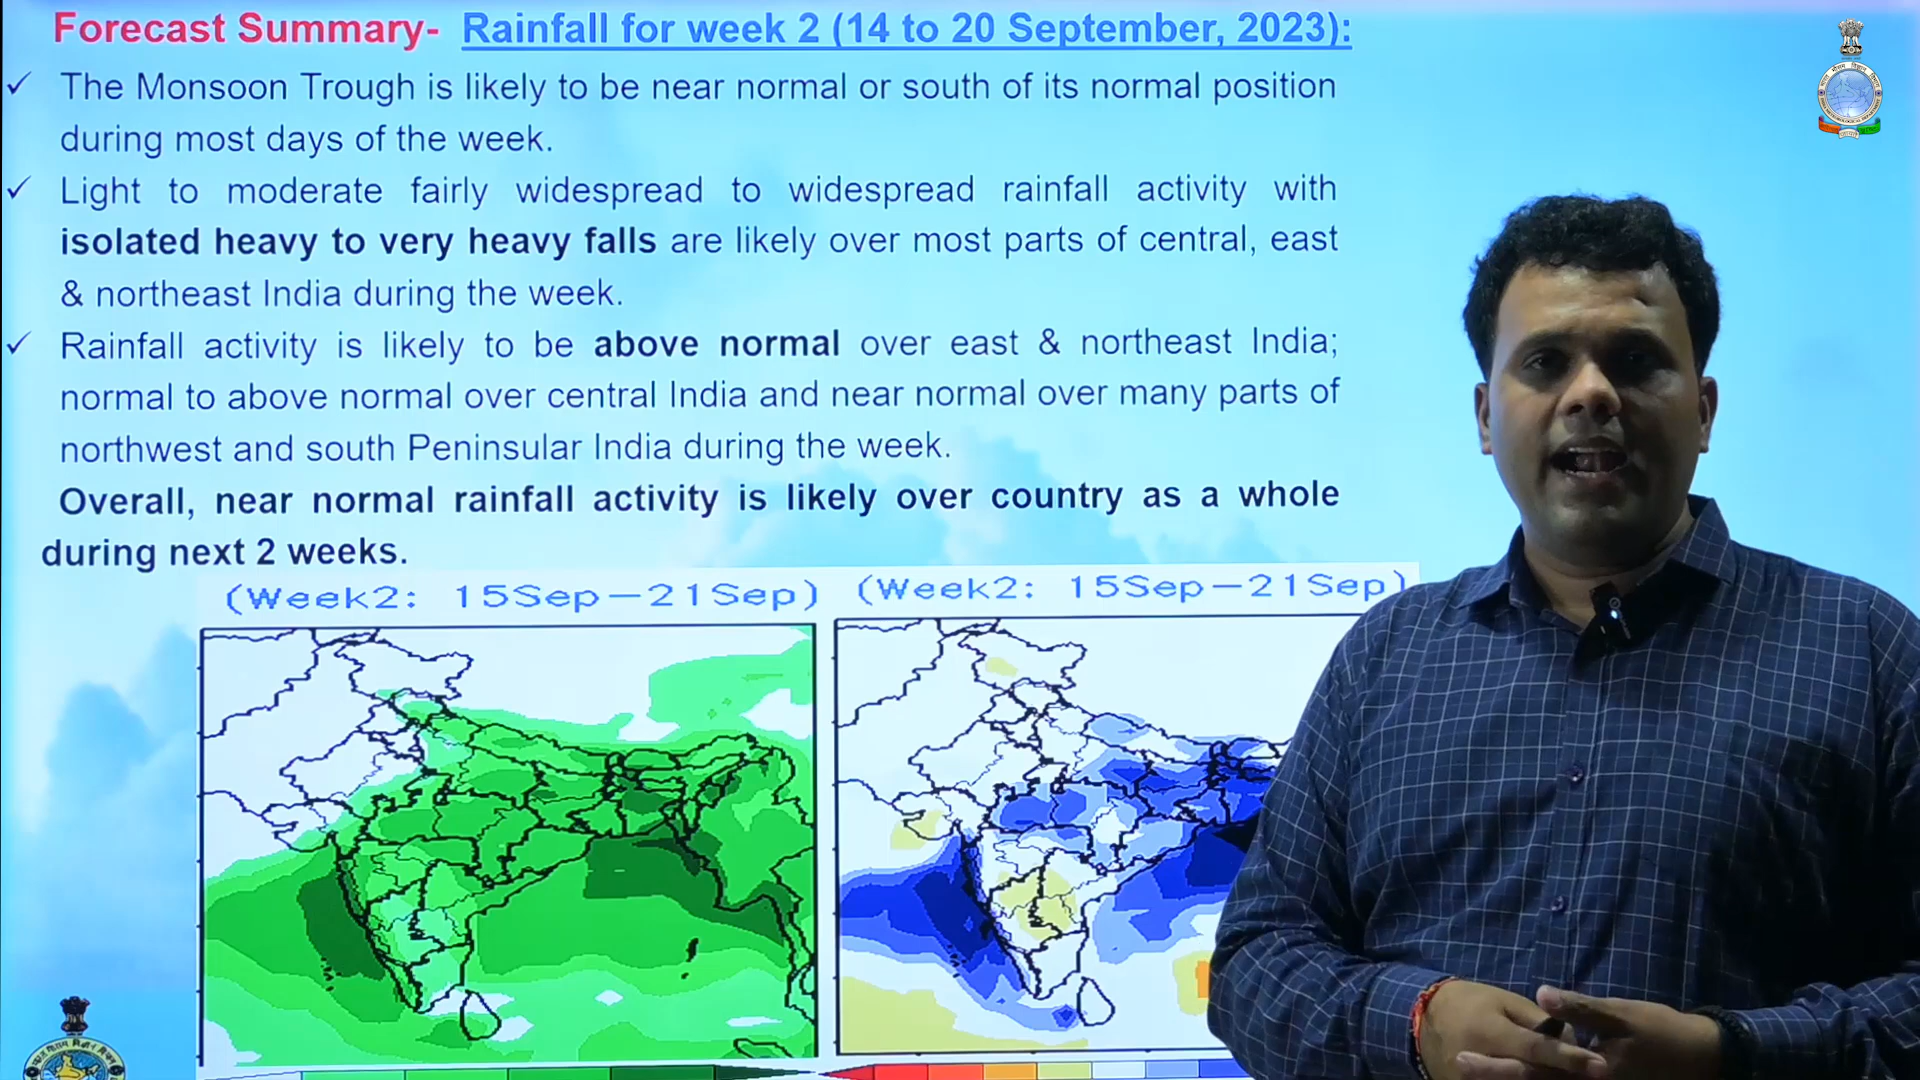 Forecast Summary- Rainfall for week 2 (14 to 20 September, 2023):
✓ The Monsoon Trough is likely to be near normal or south of its normal position
during most days of the week.
✓ Light to moderate fairly widespread to widespread rainfall activity with
isolated heavy to very heavy falls are likely over most parts of central, east
& northeast India during the week.
✓ Rainfall activity is likely to be above normal over east & northeast India;
normal to above normal over central India and near normal over many parts of
northwest and south Peninsular India during the week.
Overall, near normal rainfall activity is likely over country as a whole
during next 2 weeks.
(Week2: 15Sep–21Sep) (Week2: 15Sep–21Sep)